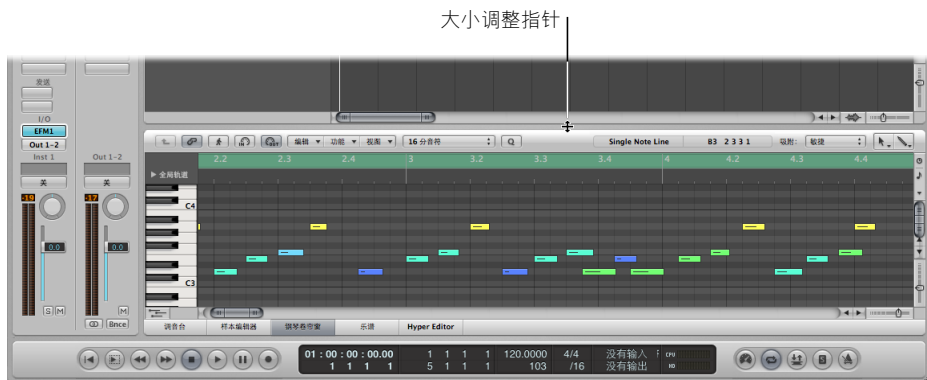 大小调整指针
发送
I/O
EFM1
Out 1-2
Inst 1
Out 1-2
关
关
-19
-17
0.0
0.0
S M
M
Bnce
IN
OUT
编辑 功能 视图 16 分音符 Q Single Note Line B3 2 3 3 1 吸附: 敏捷
2.2 2.3 2.4 3 3.2 3.3 3.4 4 4.2 4.3 4.4
全局轨道
C4
C3
调音台 样本编辑器 钢琴卷帘窗 乐谱 Hyper Editor
01 : 00 : 00 : 00.00 1 1 1 1 120.0000 4/4 没有输入 CPU
1 1 1 1 5 1 1 1 103 /16 没有输出 HD
S